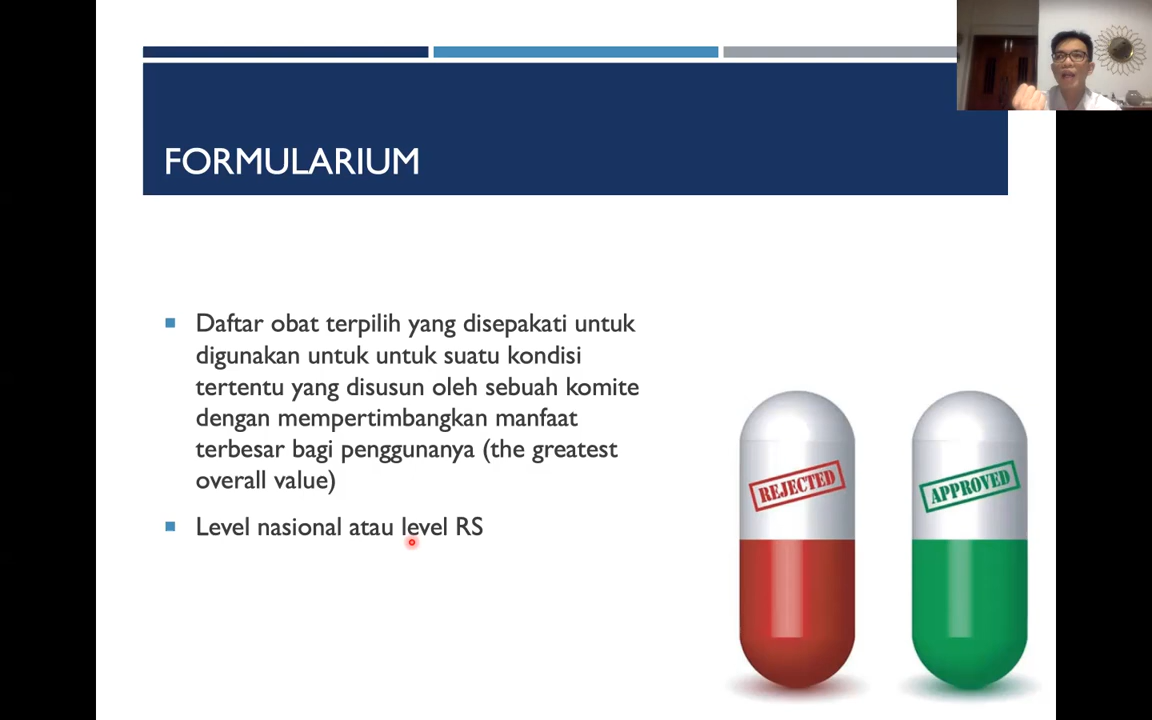 FORMULARIUM
Daftar obat terpilih yang disepakati untuk
digunakan untuk untuk suatu kondisi
tertentu yang disusun oleh sebuah komite
dengan mempertimbangkan manfaat
terbesar bagi penggunanya (the greatest
overall value)
Level nasional atau level RS
REJECTED
APPROVED